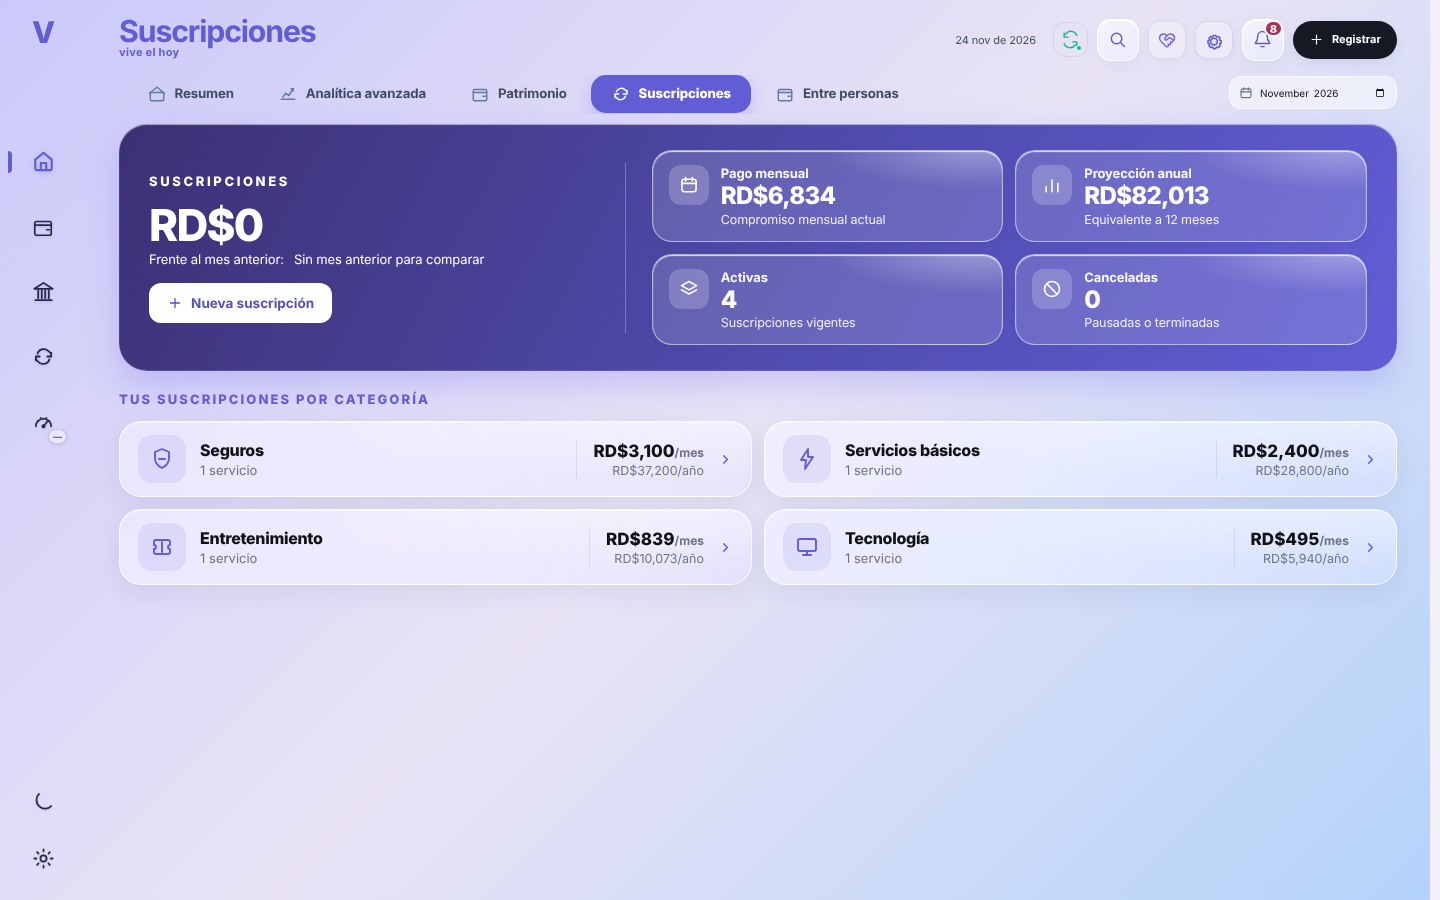 V
Suscripciones
vive el hoy
24 nov de 2026
8
Registrar
Resumen
Analítica avanzada
Patrimonio
Suscripciones
Entre personas
November 2026
SUSCRIPCIONES
RD$0
Frente al mes anterior: Sin mes anterior para comparar
Nueva suscripción
Pago mensual
RD$6,834
Compromiso mensual actual
Proyección anual
RD$82,013
Equivalente a 12 meses
Activas
4
Suscripciones vigentes
Canceladas
0
Pausadas o terminadas
TUS SUSCRIPCIONES POR CATEGORÍA
Seguros
1 servicio
RD$3,100/mes
RD$37,200/año
Servicios básicos
1 servicio
RD$2,400/mes
RD$28,800/año
Entretenimiento
1 servicio
RD$839/mes
RD$10,073/año
Tecnología
1 servicio
RD$495/mes
RD$5,940/año